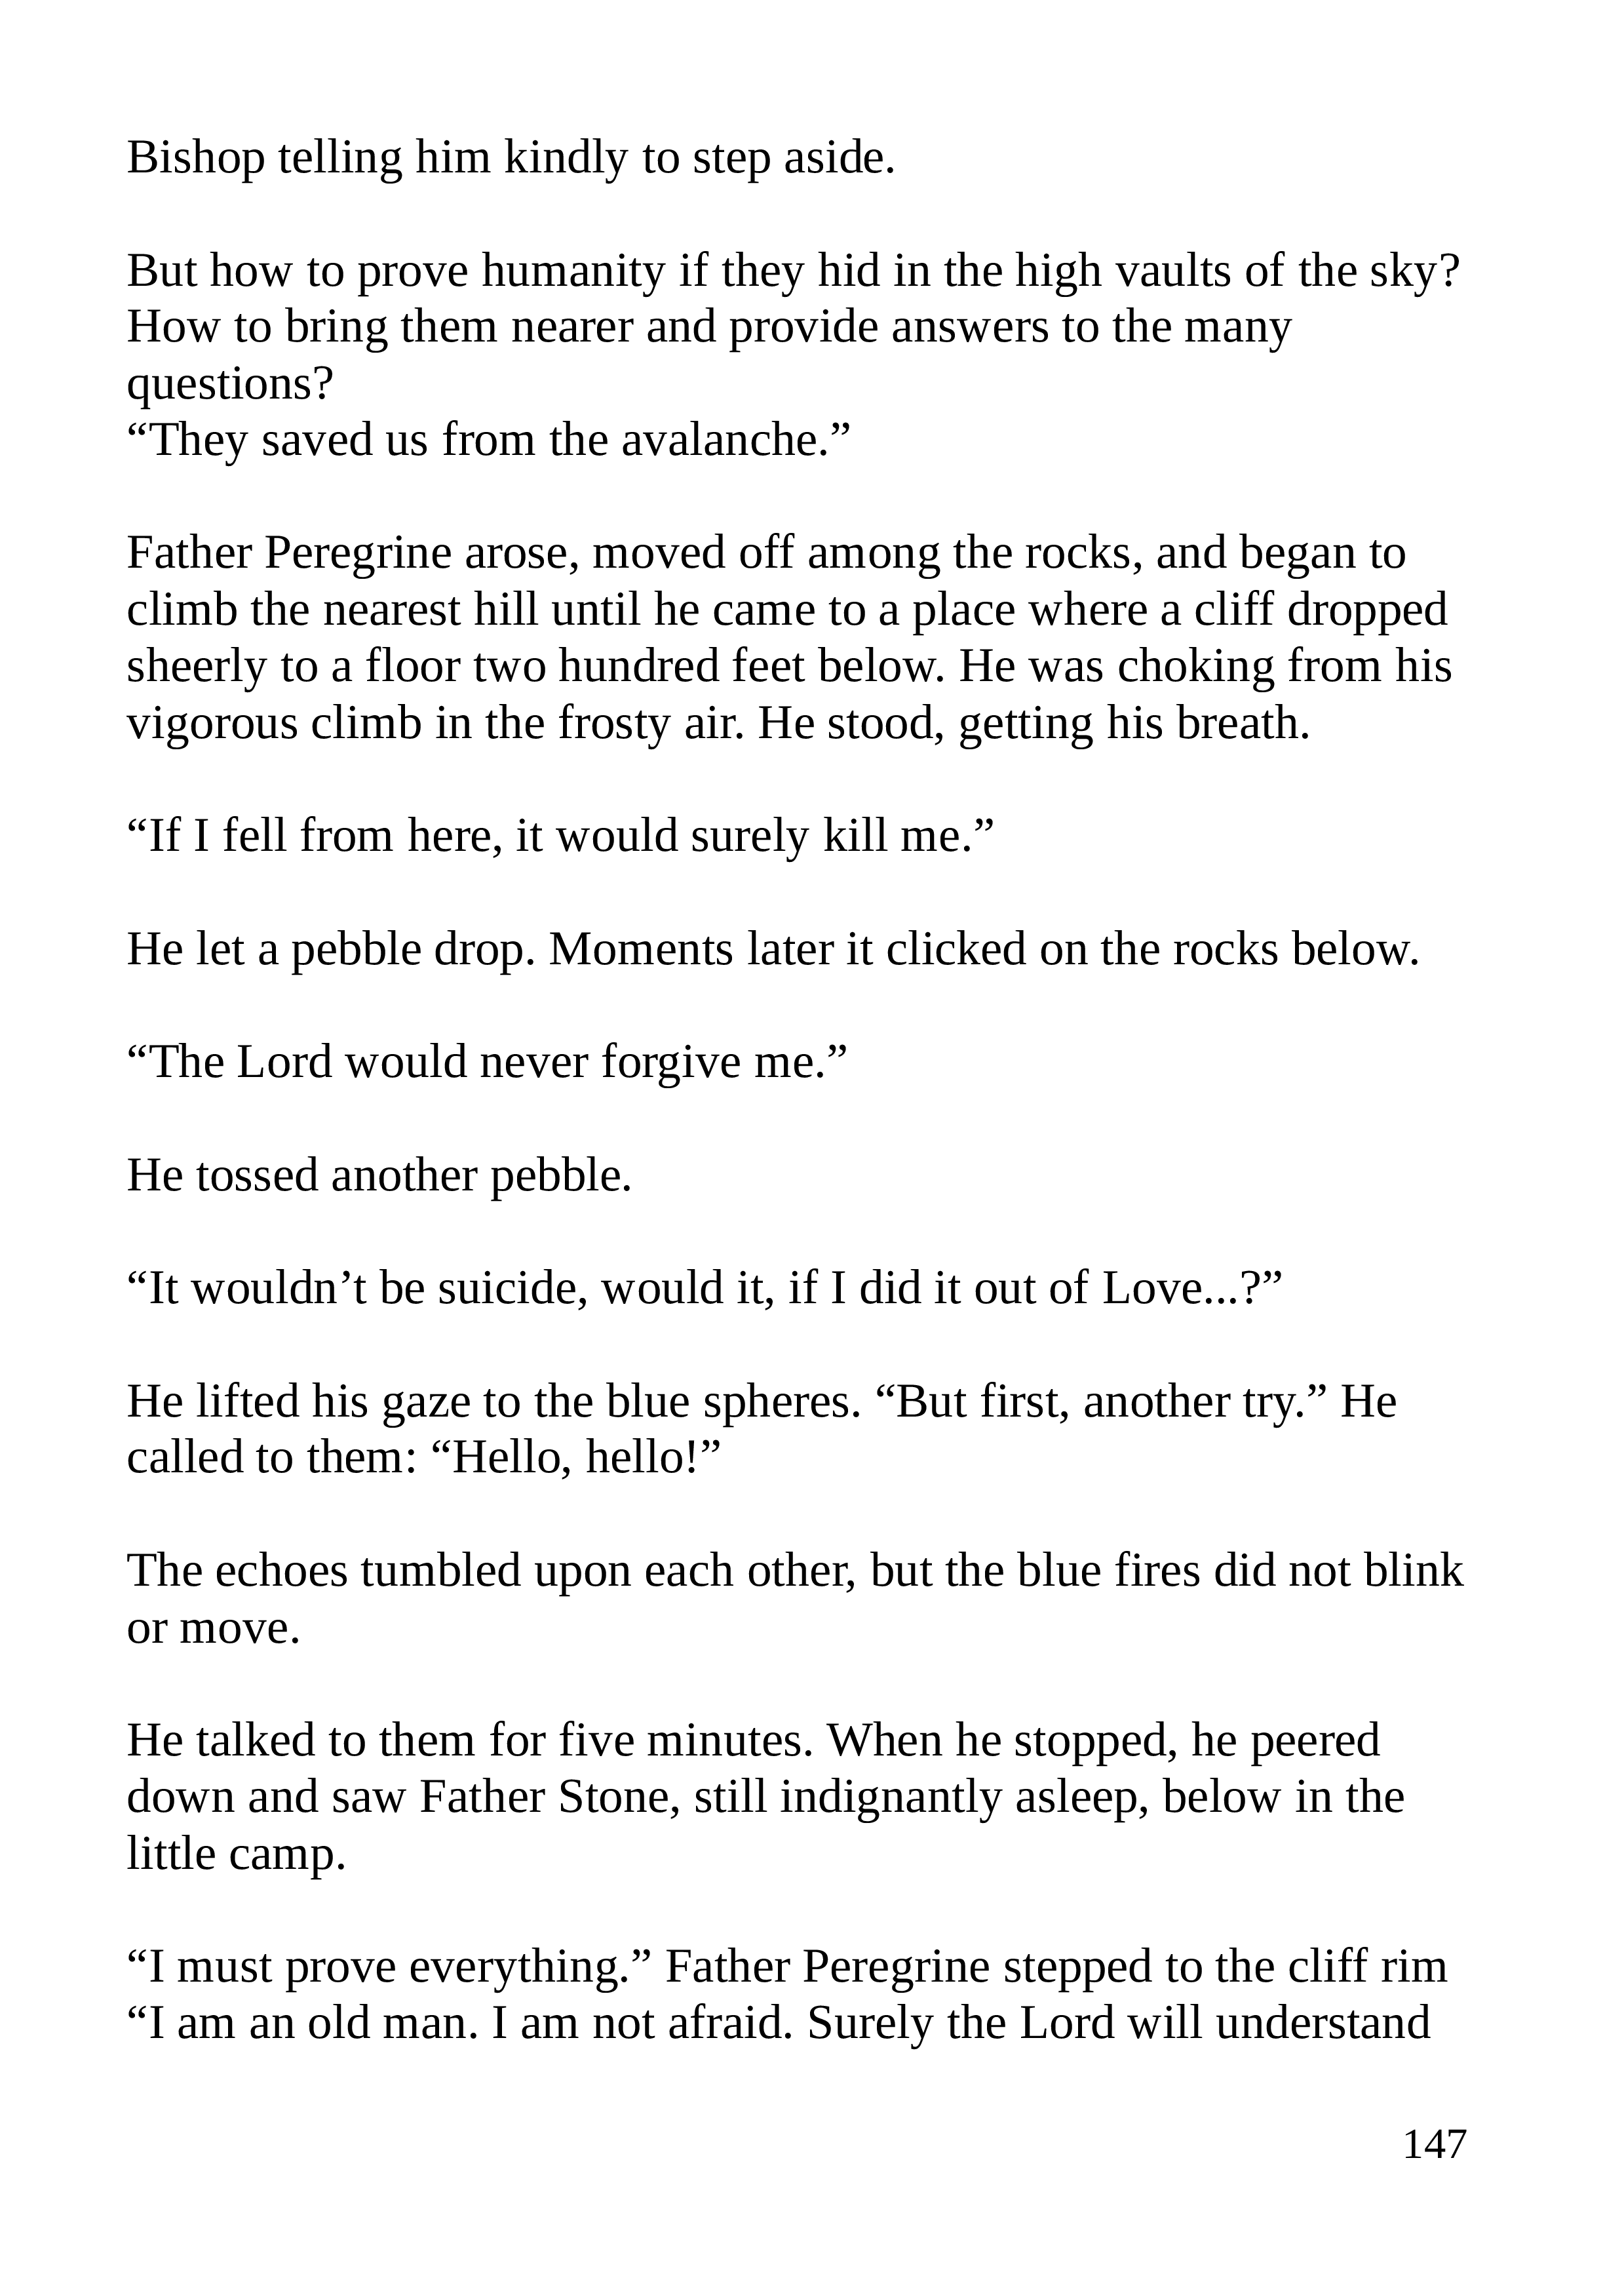 Bishop telling him kindly to step aside.
But how to prove humanity if they hid in the high vaults of the sky?
How to bring them nearer and provide answers to the many
questions?
“They saved us from the avalanche.”
Father Peregrine arose, moved off among the rocks, and began to
climb the nearest hill until he came to a place where a cliff dropped
sheerly to a floor two hundred feet below. He was choking from his
vigorous climb in the frosty air. He stood, getting his breath.
“If I fell from here, it would surely kill me.”
He let a pebble drop. Moments later it clicked on the rocks below.
“The Lord would never forgive me.”
He tossed another pebble.
“It wouldn’t be suicide, would it, if I did it out of Love...?”
He lifted his gaze to the blue spheres. “But first, another try.” He
called to them: “Hello, hello!”
The echoes tumbled upon each other, but the blue fires did not blink
or move.
He talked to them for five minutes. When he stopped, he peered
down and saw Father Stone, still indignantly asleep, below in the
little camp.
“I must prove everything.” Father Peregrine stepped to the cliff rim
“I am an old man. I am not afraid. Surely the Lord will understand
147